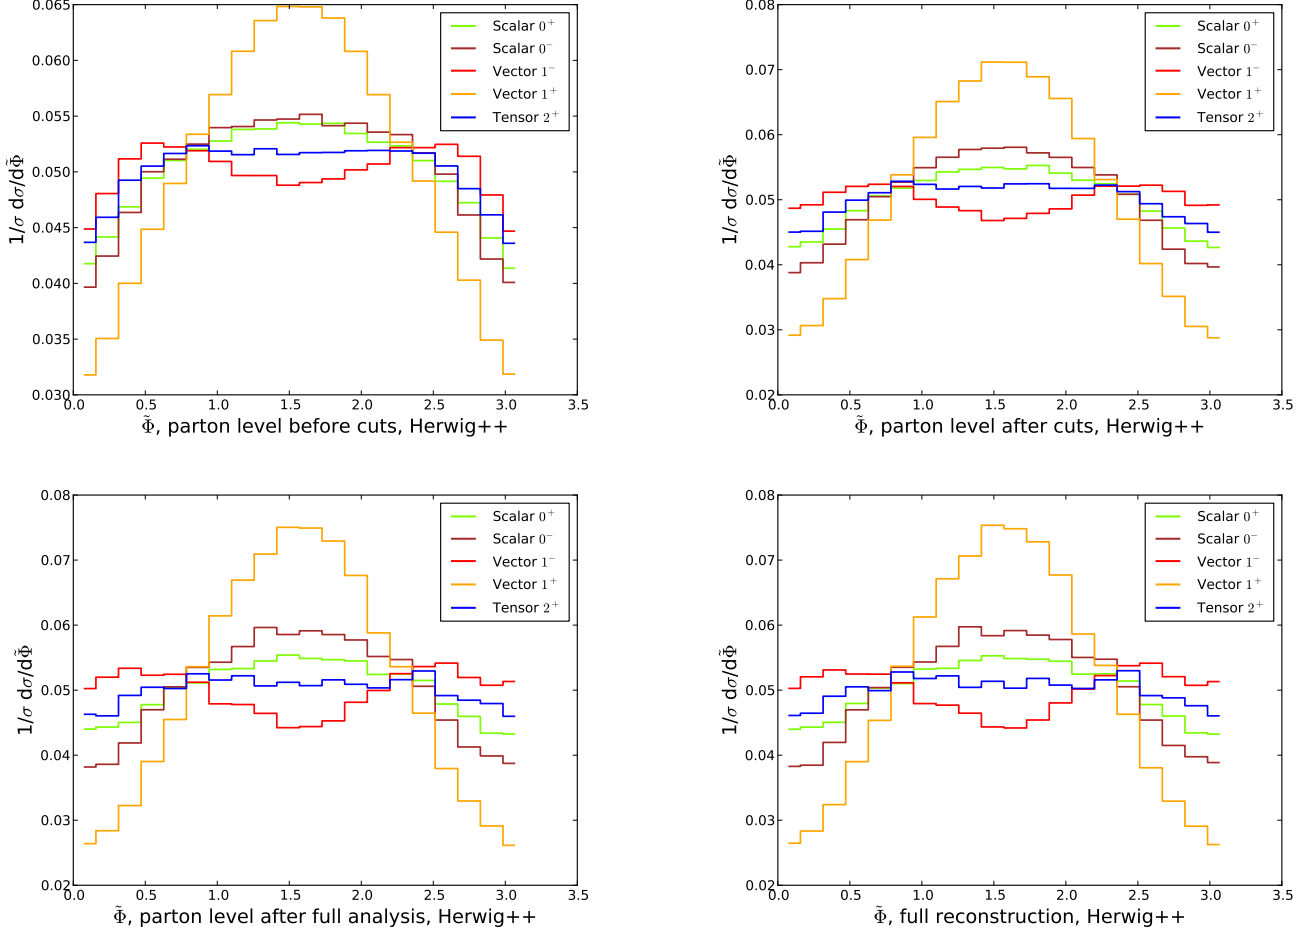 0.065
0.060
0.055
0.050
0.045
0.040
0.035
0.030
1/σ dσ/dΦ̃
0.0 0.5 1.0 1.5 2.0 2.5 3.0 3.5
Φ̃, parton level before cuts, Herwig++
Scalar 0⁺
Scalar 0⁻
Vector 1⁻
Vector 1⁺
Tensor 2⁺
0.08
0.07
0.06
0.05
0.04
0.03
0.02
1/σ dσ/dΦ̃
0.0 0.5 1.0 1.5 2.0 2.5 3.0 3.5
Φ̃, parton level after cuts, Herwig++
Scalar 0⁺
Scalar 0⁻
Vector 1⁻
Vector 1⁺
Tensor 2⁺
0.08
0.07
0.06
0.05
0.04
0.03
0.02
1/σ dσ/dΦ̃
0.0 0.5 1.0 1.5 2.0 2.5 3.0 3.5
Φ̃, parton level after full analysis, Herwig++
Scalar 0⁺
Scalar 0⁻
Vector 1⁻
Vector 1⁺
Tensor 2⁺
0.08
0.07
0.06
0.05
0.04
0.03
0.02
1/σ dσ/dΦ̃
0.0 0.5 1.0 1.5 2.0 2.5 3.0 3.5
Φ̃, full reconstruction, Herwig++
Scalar 0⁺
Scalar 0⁻
Vector 1⁻
Vector 1⁺
Tensor 2⁺